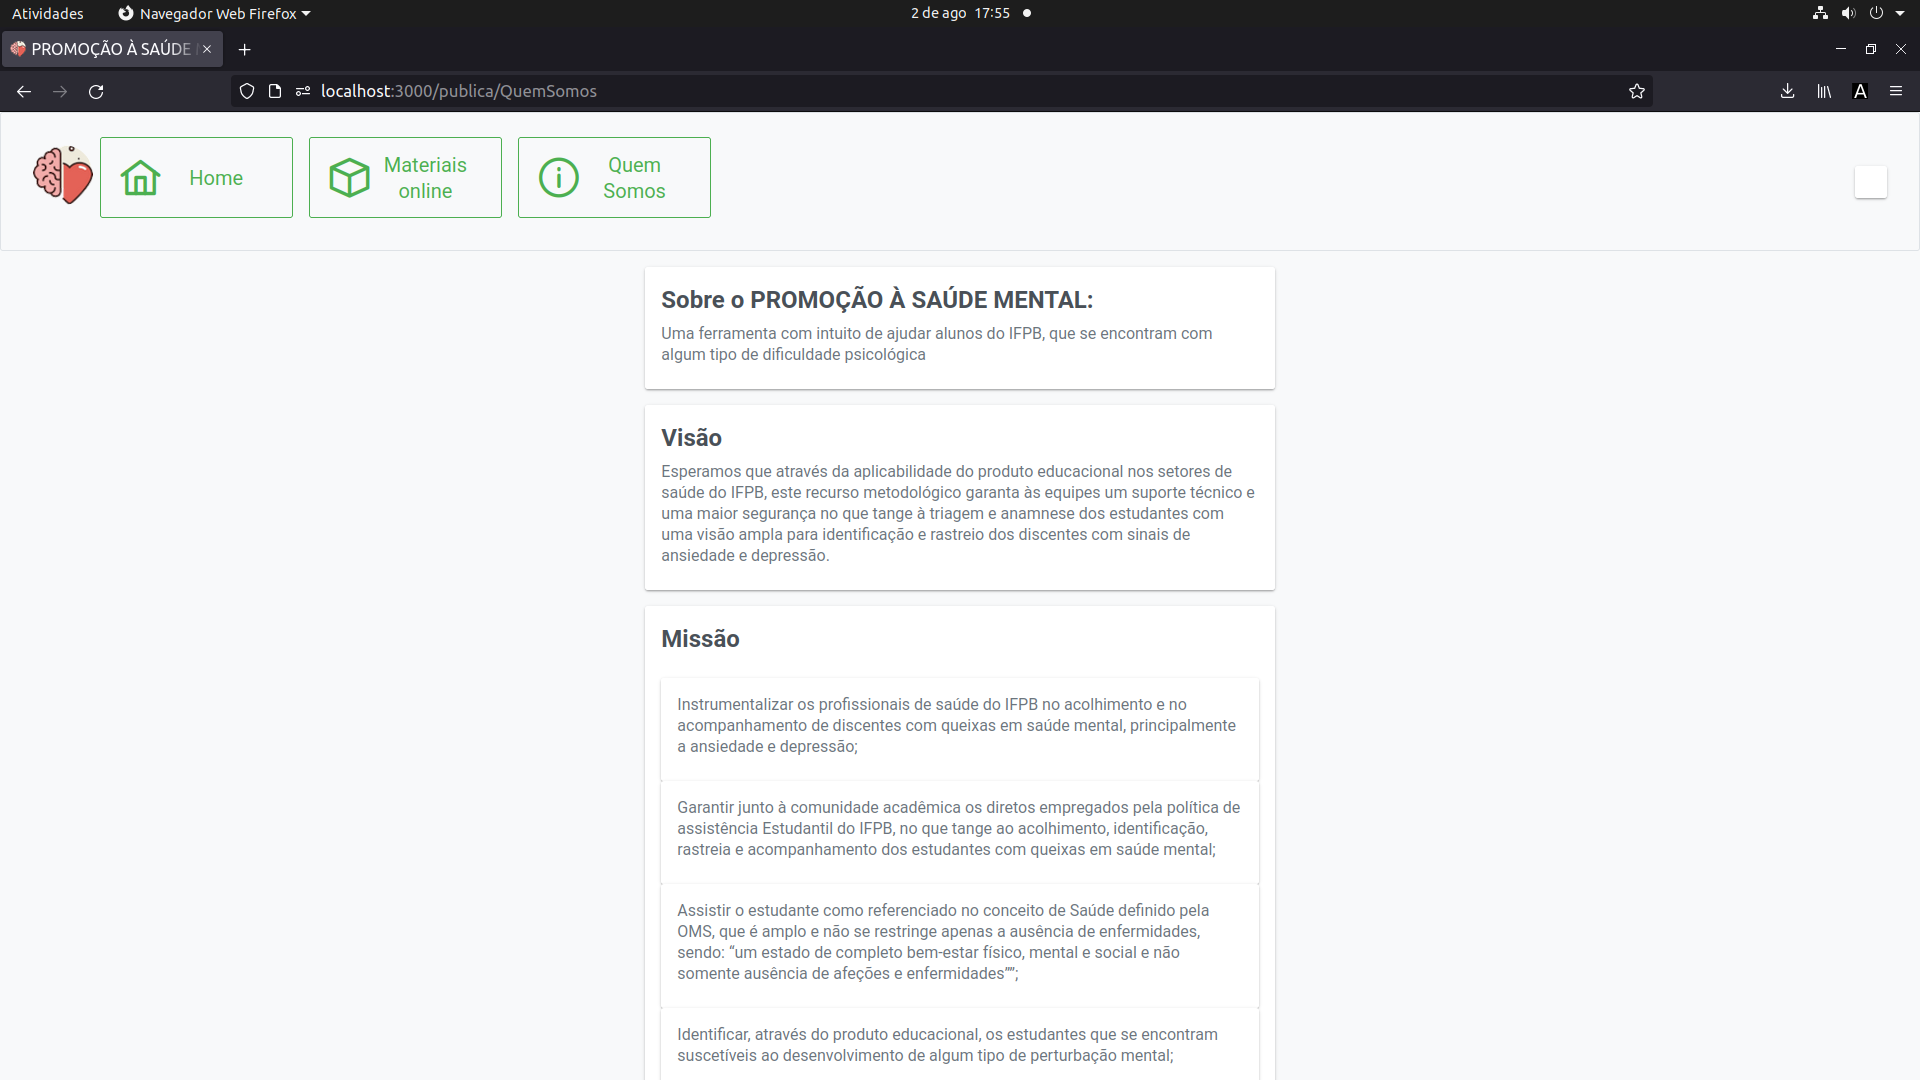 Atividades
Navegador Web Firefox
2 de ago 17:55
PROMOÇÃO À SAÚDE
localhost:3000/publica/QuemSomos
A
Home
Materiais
online
Quem
Somos
Sobre o PROMOÇÃO À SAÚDE MENTAL:
Uma ferramenta com intuito de ajudar alunos do IFPB, que se encontram com
algum tipo de dificuldade psicológica
Visão
Esperamos que através da aplicabilidade do produto educacional nos setores de
saúde do IFPB, este recurso metodológico garanta às equipes um suporte técnico e
uma maior segurança no que tange à triagem e anamnese dos estudantes com
uma visão ampla para identificação e rastreio dos discentes com sinais de
ansiedade e depressão.
Missão
Instrumentalizar os profissionais de saúde do IFPB no acolhimento e no
acompanhamento de discentes com queixas em saúde mental, principalmente
a ansiedade e depressão;
Garantir junto à comunidade acadêmica os diretos empregados pela política de
assistência Estudantil do IFPB, no que tange ao acolhimento, identificação,
rastreia e acompanhamento dos estudantes com queixas em saúde mental;
Assistir o estudante como referenciado no conceito de Saúde definido pela
OMS, que é amplo e não se restringe apenas a ausência de enfermidades,
sendo: “um estado de completo bem-estar físico, mental e social e não
somente ausência de afeções e enfermidades””;
Identificar, através do produto educacional, os estudantes que se encontram
suscetíveis ao desenvolvimento de algum tipo de perturbação mental;